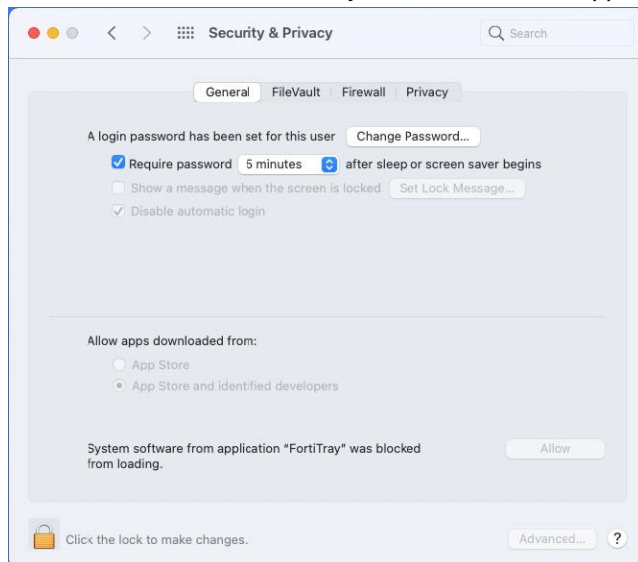 Security & Privacy
Search
General FileVault Firewall Privacy
A login password has been set for this user Change Password...
Require password 5 minutes after sleep or screen saver begins
Show a message when the screen is locked Set Lock Message...
Disable automatic login
Allow apps downloaded from:
App Store
App Store and identified developers
System software from application “FortiTray” was blocked Allow
from loading.
Click the lock to make changes.
Advanced... ?